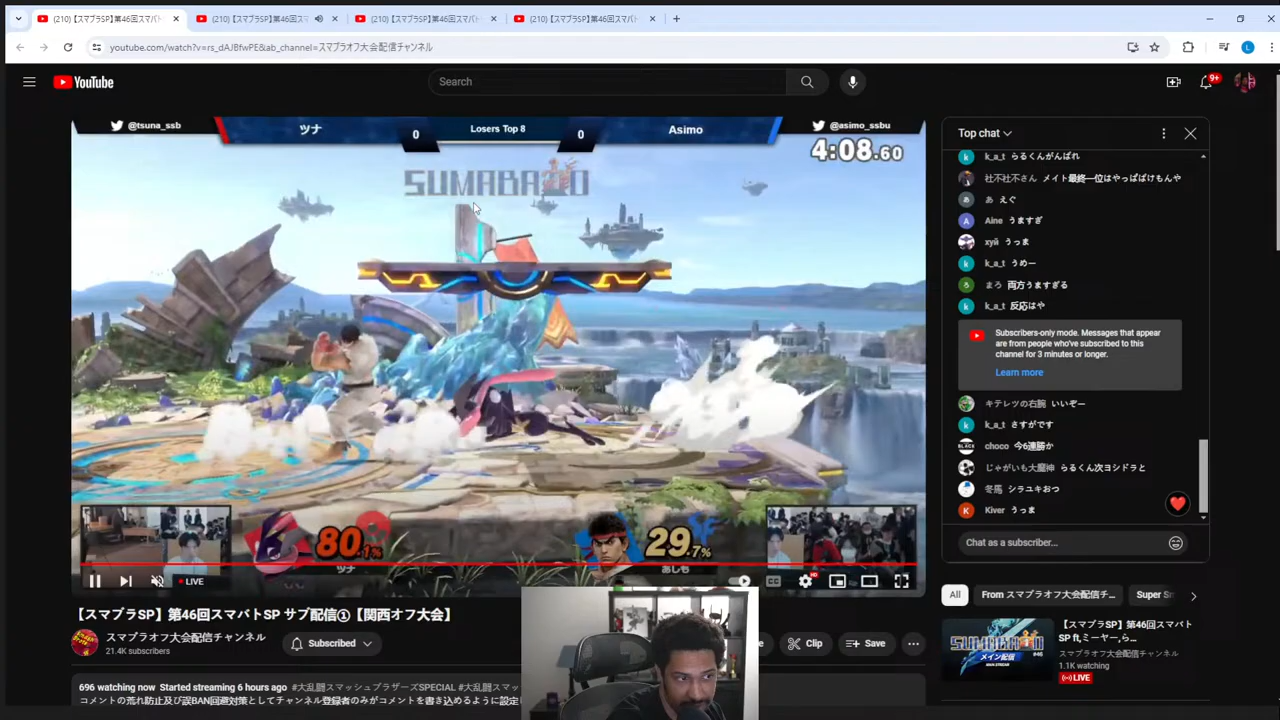 (210) 【スマブラSP】第46回スマ
(210) 【スマブラSP】第46回ス
(210) 【スマブラSP】第46回スマバト
(210) 【スマブラSP】第46回スマバト
youtube.com/watch?v=rs_dAJBfwPE&ab_channel=スマブラオフ大会配信チャンネル
L
YouTube
Search
9+
@tsuna_ssb
ツナ
0
Losers Top 8
0
Asimo
@asimo_ssbu
4:08.60
SUMABATO
80.1%
ツナ
29.7%
あしも
LIVE
CC
HD
Top chat
k_a_t らるくんがんばれ
杜不社不さん メイト最終一位はやっぱばけもんや
あ えぐ
Aine うますぎ
хуй うっま
k_a_t うめー
まろ 両方うますぎる
k_a_t 反応はや
Subscribers-only mode. Messages that appear
are from people who've subscribed to this
channel for 3 minutes or longer.
Learn more
キテレツの右腕 いいぞー
k_a_t さすがです
choco 今6連勝か
じゃがいも大魔神 らるくん次ヨシドラと
冬馬 シラユキおつ
Kiver うっま
Chat as a subscriber...
【スマブラSP】第46回スマバトSP サブ配信①【関西オフ大会】
スマブラオフ大会配信チャンネル
21.4K subscribers
Subscribed
Clip
Save
696 watching now Started streaming 6 hours ago #大乱闘スマッシュブラザーズSPECIAL
コメントの荒れ防止及び誤BAN回避対策としてチャンネル登録者のみがコメントを書き込めるように設定し
All
From スマブラオフ大会配信チ...
Super Sm
【スマブラSP】第46回スマバト
SP ft,ミーヤー,ら...
スマブラオフ大会配信チャンネル
1.1K watching
LIVE
SUMABATO
メイン配信
MAIN STREAM
#46